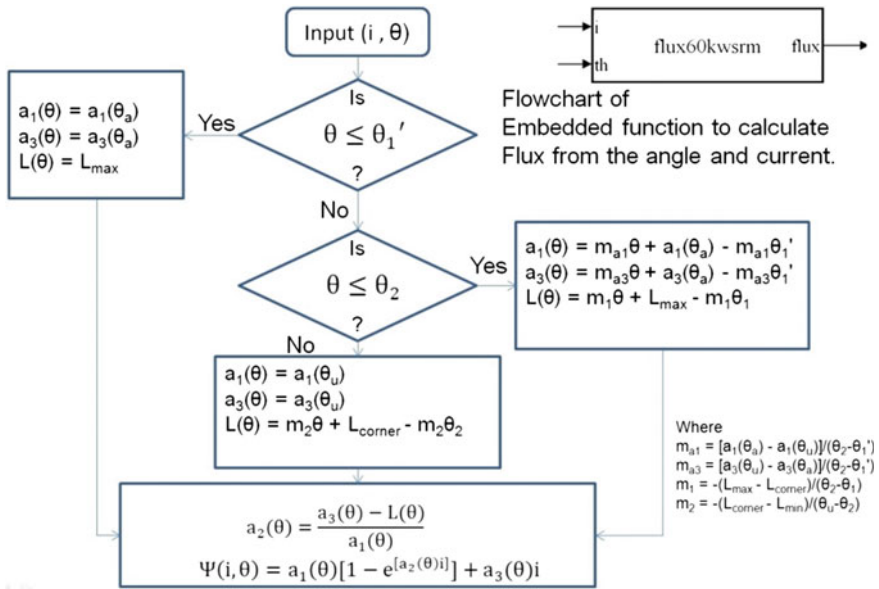 Input (i , θ)
i
th
flux60kwsrm
flux
Flowchart of
Embedded function to calculate
Flux from the angle and current.
Is
θ ≤ θ₁'
?
Yes
a₁(θ) = a₁(θₐ)
a₃(θ) = a₃(θₐ)
L(θ) = Lₘₐₓ
No
Is
θ ≤ θ₂
?
Yes
a₁(θ) = mₐ₁θ + a₁(θₐ) - mₐ₁θ₁'
a₃(θ) = mₐ₃θ + a₃(θₐ) - mₐ₃θ₁'
L(θ) = m₁θ + Lₘₐₓ - m₁θ₁
No
a₁(θ) = a₁(θᵤ)
a₃(θ) = a₃(θᵤ)
L(θ) = m₂θ + L_corner - m₂θ₂
Where
mₐ₁ = [a₁(θₐ) - a₁(θᵤ)]/(θ₂-θ₁')
mₐ₃ = [a₃(θᵤ) - a₃(θₐ)]/(θ₂-θ₁')
m₁ = -(Lₘₐₓ - L_corner)/(θ₂-θ₁)
m₂ = -(L_corner - L_min)/(θᵤ-θ₂)
a₂(θ) = (a₃(θ) − L(θ))/a₁(θ)
Ψ(i, θ) = a₁(θ)[1 − e^[a₂(θ)i]] + a₃(θ)i